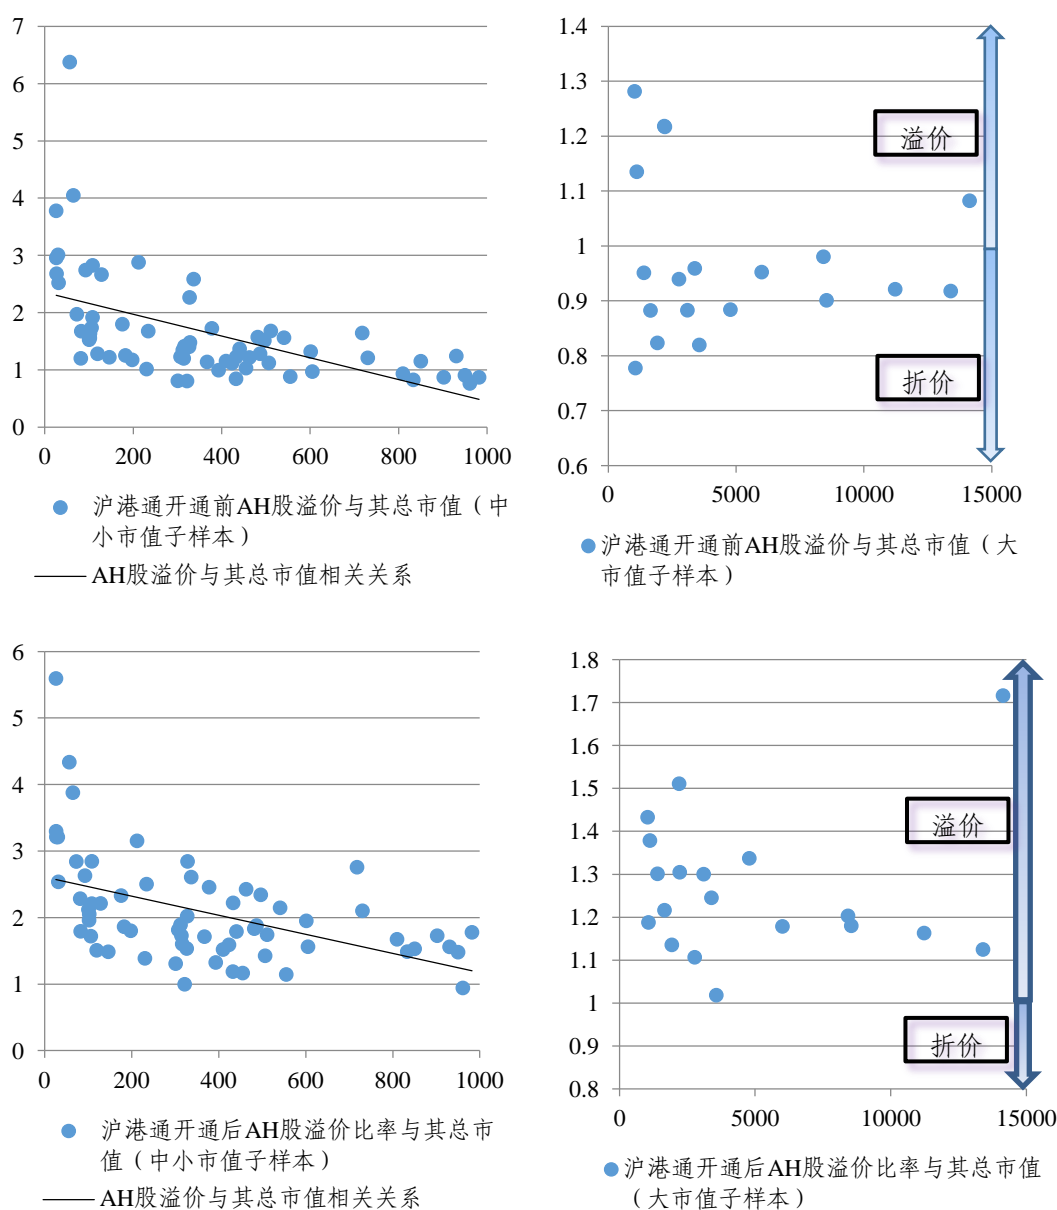 7
6
5
4
3
2
1
0
0 200 400 600 800 1000
沪港通开通前AH股溢价与其总市值（中
小市值子样本）
AH股溢价与其总市值相关关系
1.4
1.3
1.2
1.1
1
0.9
0.8
0.7
0.6
0 5000 10000 15000
溢价
折价
沪港通开通前AH股溢价与其总市值（大
市值子样本）
6
5
4
3
2
1
0
0 200 400 600 800 1000
沪港通开通后AH股溢价比率与其总市
值（中小市值子样本）
AH股溢价与其总市值相关关系
1.8
1.7
1.6
1.5
1.4
1.3
1.2
1.1
1
0.9
0.8
0 5000 10000 15000
溢价
折价
沪港通开通后AH股溢价比率与其总市值
（大市值子样本）